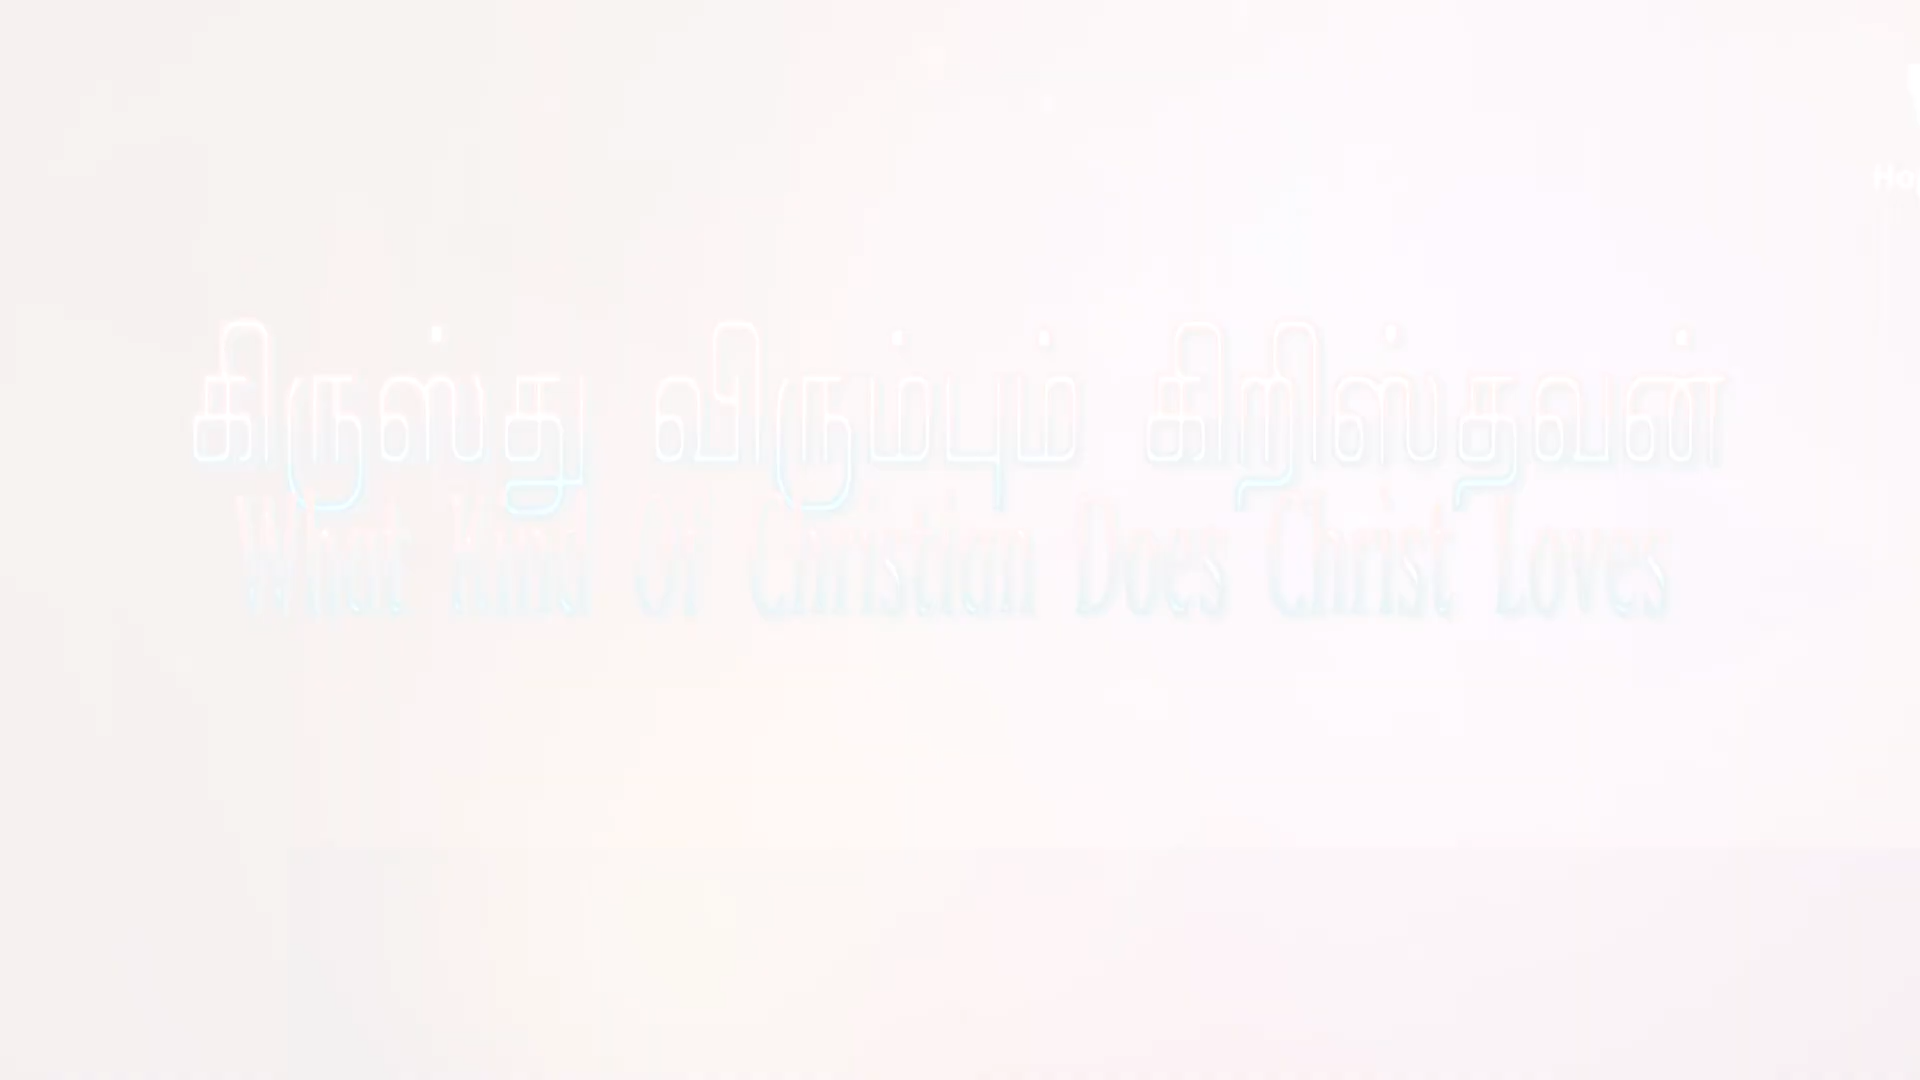 கிருஸ்து விரும்பும் கிறிஸ்தவன்
What Kind Of Christian Does Christ Loves